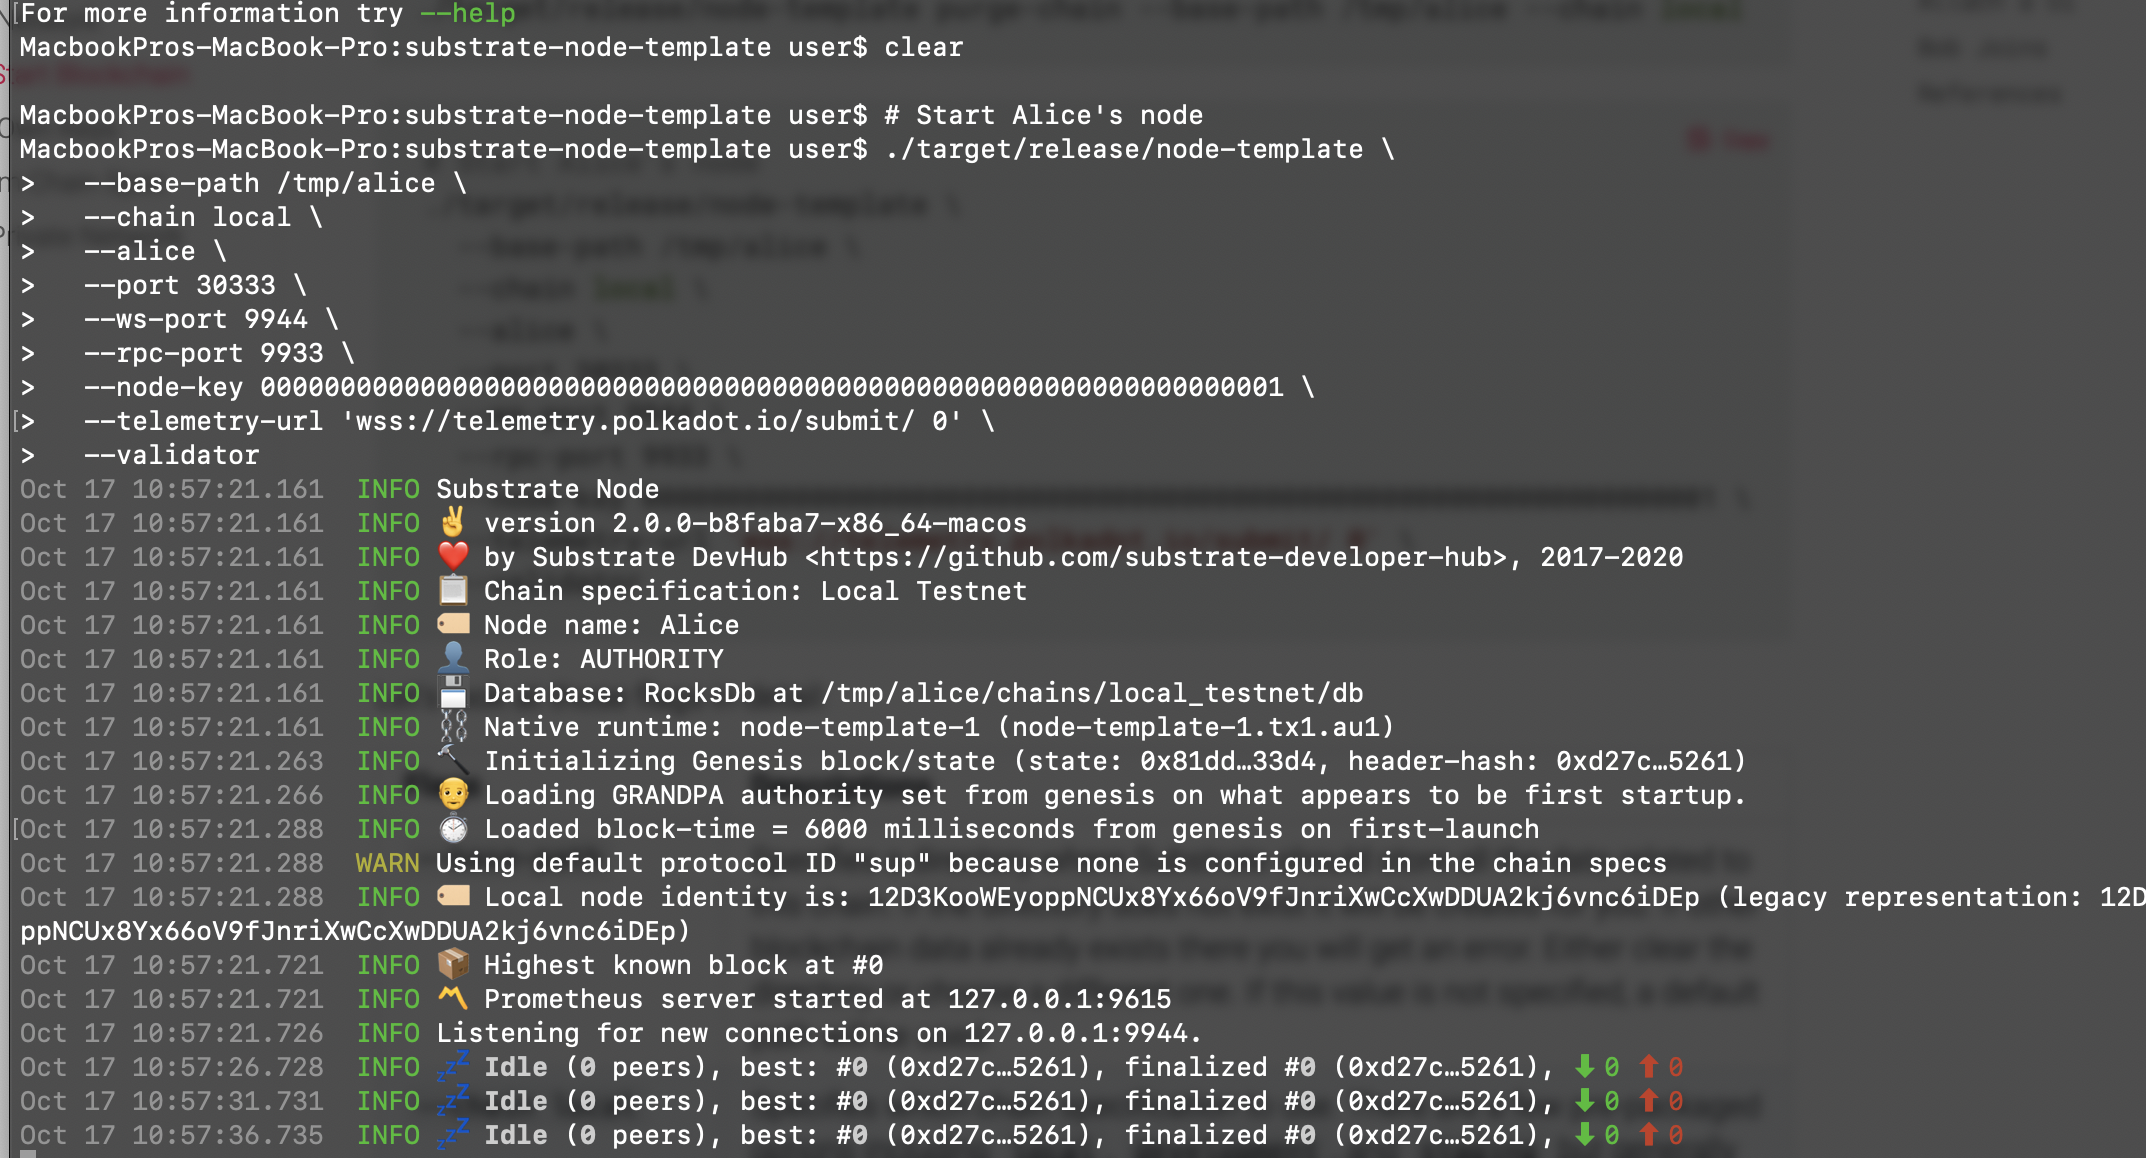 For more information try --help
MacbookPros-MacBook-Pro:substrate-node-template user$ clear
MacbookPros-MacBook-Pro:substrate-node-template user$ # Start Alice's node
MacbookPros-MacBook-Pro:substrate-node-template user$ ./target/release/node-template \
>   --base-path /tmp/alice \
>   --chain local \
>   --alice \
>   --port 30333 \
>   --ws-port 9944 \
>   --rpc-port 9933 \
>   --node-key 0000000000000000000000000000000000000000000000000000000000000001 \
>   --telemetry-url 'wss://telemetry.polkadot.io/submit/ 0' \
>   --validator
Oct 17 10:57:21.161  INFO Substrate Node
Oct 17 10:57:21.161  INFO ✌️ version 2.0.0-b8faba7-x86_64-macos
Oct 17 10:57:21.161  INFO ❤️ by Substrate DevHub <https://github.com/substrate-developer-hub>, 2017-2020
Oct 17 10:57:21.161  INFO 📋 Chain specification: Local Testnet
Oct 17 10:57:21.161  INFO 🏷 Node name: Alice
Oct 17 10:57:21.161  INFO 👤 Role: AUTHORITY
Oct 17 10:57:21.161  INFO 💾 Database: RocksDb at /tmp/alice/chains/local_testnet/db
Oct 17 10:57:21.161  INFO ⛓ Native runtime: node-template-1 (node-template-1.tx1.au1)
Oct 17 10:57:21.263  INFO 🔨 Initializing Genesis block/state (state: 0x81dd…33d4, header-hash: 0xd27c…5261)
Oct 17 10:57:21.266  INFO 👴 Loading GRANDPA authority set from genesis on what appears to be first startup.
Oct 17 10:57:21.288  INFO ⏱ Loaded block-time = 6000 milliseconds from genesis on first-launch
Oct 17 10:57:21.288  WARN Using default protocol ID "sup" because none is configured in the chain specs
Oct 17 10:57:21.288  INFO 🏷 Local node identity is: 12D3KooWEyoppNCUx8Yx66oV9fJnriXwCcXwDDUA2kj6vnc6iDEp (legacy representation: 12D
ppNCUx8Yx66oV9fJnriXwCcXwDDUA2kj6vnc6iDEp)
Oct 17 10:57:21.721  INFO 📦 Highest known block at #0
Oct 17 10:57:21.721  INFO 〽️ Prometheus server started at 127.0.0.1:9615
Oct 17 10:57:21.726  INFO Listening for new connections on 127.0.0.1:9944.
Oct 17 10:57:26.728  INFO 💤 Idle (0 peers), best: #0 (0xd27c…5261), finalized #0 (0xd27c…5261), ⬇ 0 ⬆ 0
Oct 17 10:57:31.731  INFO 💤 Idle (0 peers), best: #0 (0xd27c…5261), finalized #0 (0xd27c…5261), ⬇ 0 ⬆ 0
Oct 17 10:57:36.735  INFO 💤 Idle (0 peers), best: #0 (0xd27c…5261), finalized #0 (0xd27c…5261), ⬇ 0 ⬆ 0